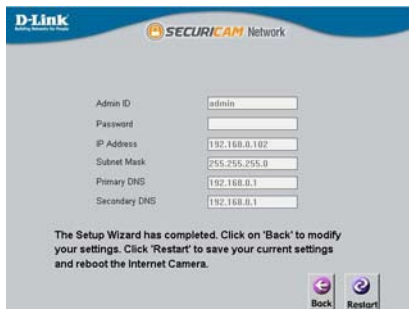 D-Link
Building Networks for People
SECURICAM Network
Admin ID admin
Password
IP Address 192.168.0.102
Subnet Mask 255.255.255.0
Primary DNS 192.168.0.1
Secondary DNS 192.168.0.1
The Setup Wizard has completed. Click on 'Back' to modify
your settings. Click 'Restart' to save your current settings
and reboot the Internet Camera.
Back Restart